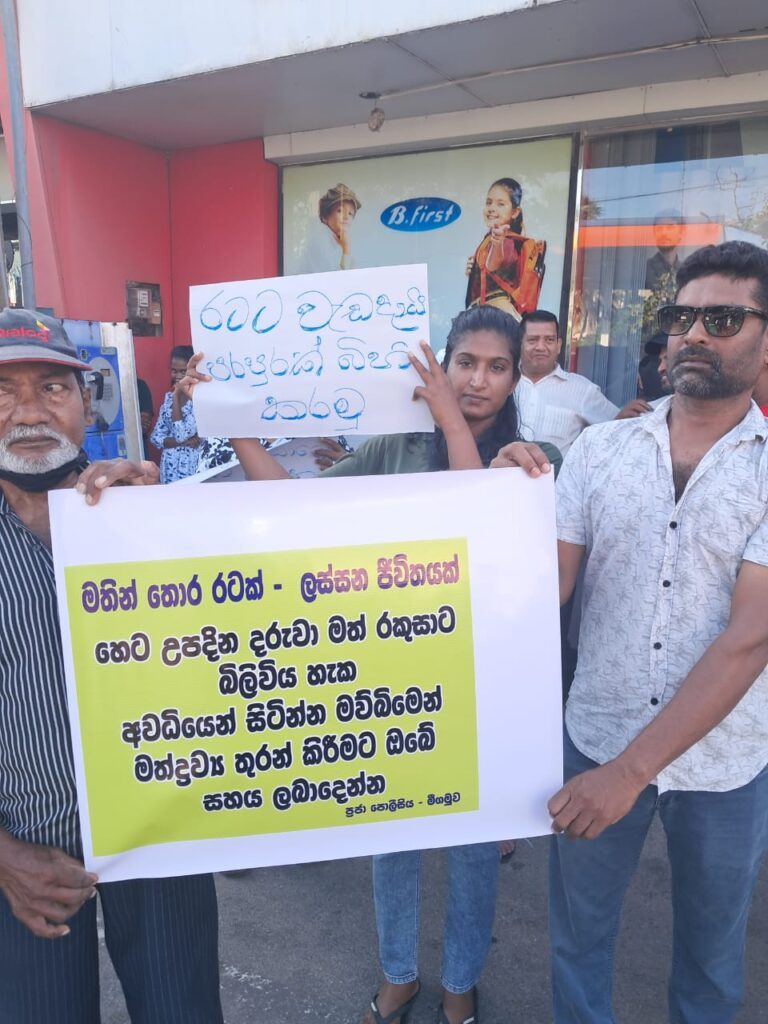 B.first
රටට වැඩදායී
පරපුරක් බිහි
කරමු
මතින් තොර රටක් - ලස්සන ජීවිතයක්
හෙට උපදින දරුවා මත් රකුසාට
බිලිවිය හැක
අවධියෙන් සිටින්න මව්බිමෙන්
මත්ද්‍රව්‍ය තුරන් කිරීමට ඔබේ
සහය ලබාදෙන්න
ප්‍රජා පොලීසිය - මීගමුව